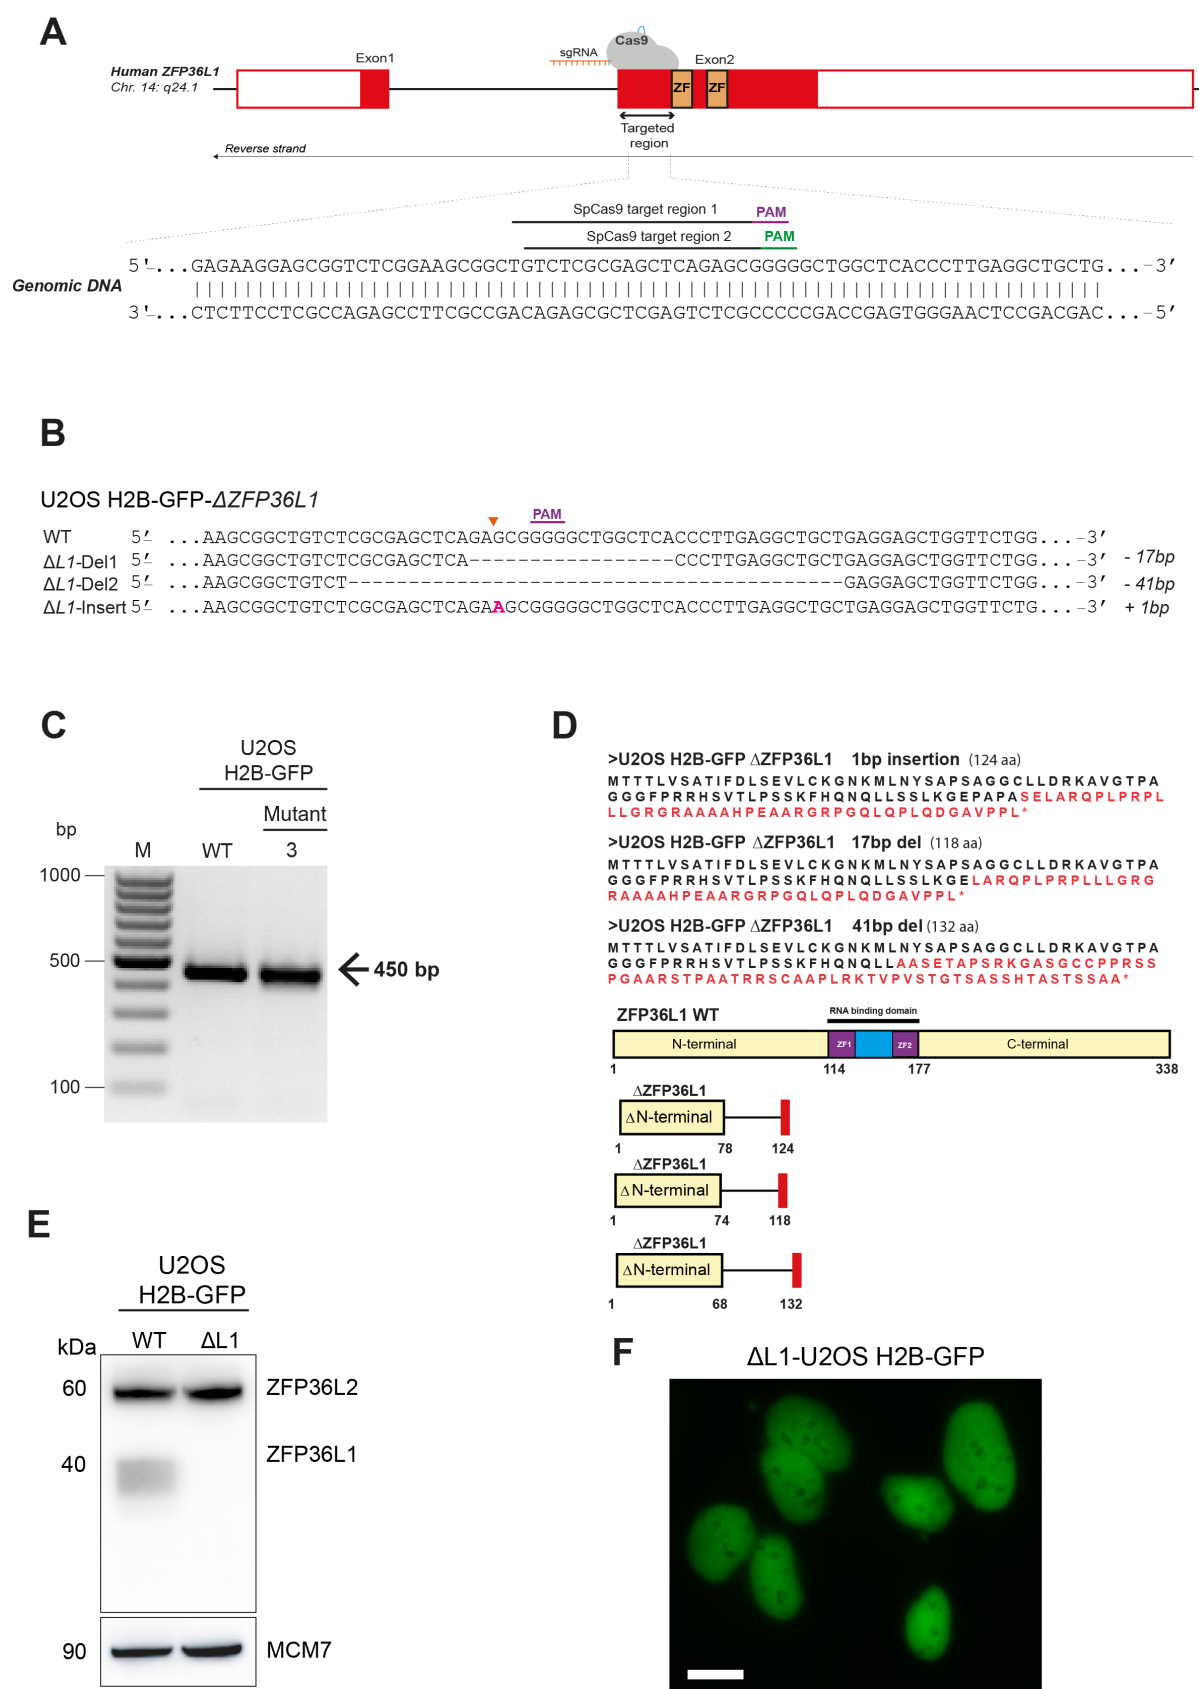 A
Cas9
sgRNA
Exon1
Exon2
Human ZFP36L1
Chr. 14: q24.1
ZF ZF
Targeted
region
Reverse strand
SpCas9 target region 1 PAM
SpCas9 target region 2 PAM
5'-...GAGAAGGAGCGGTCTCGGAAGCGGCTGTCTCGCGAGCTCAGAGCGGGGGCTGGCTCACCCTTGAGGCTGCTG...-3'
Genomic DNA
3'-...CTCTTCCTCGCCAGAGCCTTCGCCGACAGAGCGCTCGAGTCTCGCCCCCGACCGAGTGGGAACTCCGACGAC...-5'
B
U2OS H2B-GFP-ΔZFP36L1
PAM
WT 5' ...AAGCGGCTGTCTCGCGAGCTCAGAGCGGGGGCTGGCTCACCCTTGAGGCTGCTGAGGAGCTGGTTCTGG...-3'
ΔL1-Del1 5' ...AAGCGGCTGTCTCGCGAGCTCA-----------------CCCTTGAGGCTGCTGAGGAGCTGGTTCTGG...-3' - 17bp
ΔL1-Del2 5' ...AAGCGGCTGTCT-----------------------------------------GAGGAGCTGGTTCTGG...-3' - 41bp
ΔL1-Insert 5' ...AAGCGGCTGTCTCGCGAGCTCAGAAGCGGGGGCTGGCTCACCCTTGAGGCTGCTGAGGAGCTGGTTCTG...-3' + 1bp
C
U2OS
H2B-GFP
Mutant
bp
M WT 3
1000
500
450 bp
100
D
>U2OS H2B-GFP ΔZFP36L1 1bp insertion (124 aa)
MTTTLVSATIFDLSEVLCKGNKMLNYSAPSAGGCLLDRKAVGTPA
GGGFPRRHSVTLPSSKFHQNQLLSSLKGEPAPASELARQPLPRPL
LLGRGRAAAAHPEAARGRPGQLQPLQDGAVPPL*
>U2OS H2B-GFP ΔZFP36L1 17bp del (118 aa)
MTTTLVSATIFDLSEVLCKGNKMLNYSAPSAGGCLLDRKAVGTPA
GGGFPRRHSVTLPSSKFHQNQLLSSLKGELARQPLPRPLLLGRG
RAAAAHPEAARGRPGQLQPLQDGAVPPL*
>U2OS H2B-GFP ΔZFP36L1 41bp del (132 aa)
MTTTLVSATIFDLSEVLCKGNKMLNYSAPSAGGCLLDRKAVGTPA
GGGFPRRHSVTLPSSKFHQNQLLAASETAPSRKGASGCCPPRSS
PGAARSTPAATRRSCAAPLRKTVPVSTGTSASSHTASTSSAA*
RNA binding domain
ZFP36L1 WT
N-terminal ZF1 ZF2 C-terminal
1 114 177 338
ΔZFP36L1
ΔN-terminal
1 78 124
ΔZFP36L1
ΔN-terminal
1 74 118
ΔZFP36L1
ΔN-terminal
1 68 132
E
U2OS
H2B-GFP
kDa WT ΔL1
60 ZFP36L2
40 ZFP36L1
90 MCM7
F
ΔL1-U2OS H2B-GFP